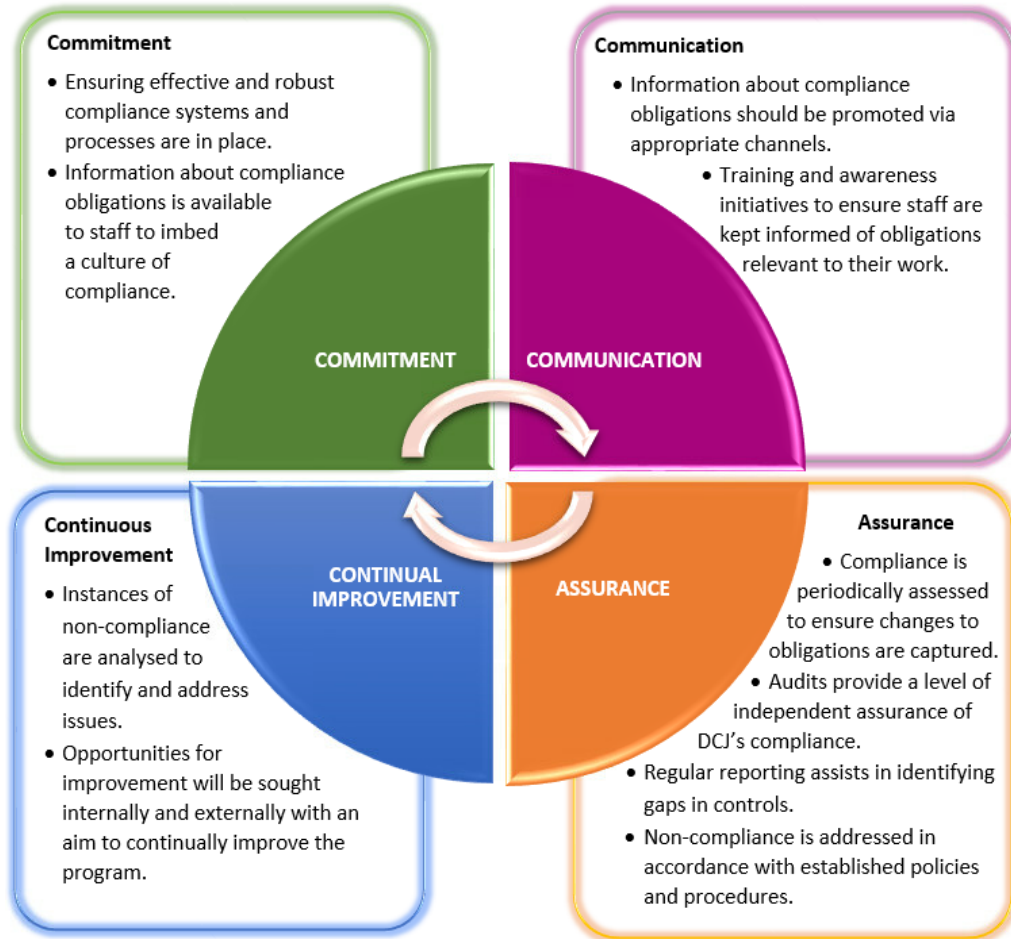 Commitment
• Ensuring effective and robust
compliance systems and
processes are in place.
• Information about compliance
obligations is available
to staff to imbed
a culture of
compliance.
Communication
• Information about compliance
obligations should be promoted via
appropriate channels.
• Training and awareness
initiatives to ensure staff are
kept informed of obligations
relevant to their work.
COMMITMENT
COMMUNICATION
CONTINUAL
IMPROVEMENT
ASSURANCE
Continuous
Improvement
• Instances of
non-compliance
are analysed to
identify and address
issues.
• Opportunities for
improvement will be sought
internally and externally with an
aim to continually improve the
program.
Assurance
• Compliance is
periodically assessed
to ensure changes to
obligations are captured.
• Audits provide a level of
independent assurance of
DCJ's compliance.
• Regular reporting assists in identifying
gaps in controls.
• Non-compliance is addressed in
accordance with established policies
and procedures.